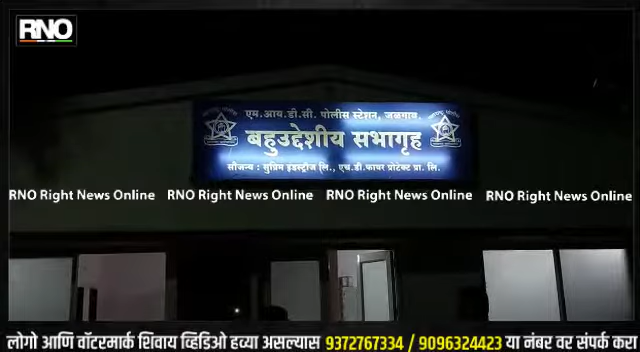 RNO
एम.आय.डी.सी. पोलीस स्टेशन, जळगाव
बहुउद्देशीय सभागृह
सौजन्य : सुप्रिम इंडस्ट्रीज लि., एच.डी.फायर प्रोटेक्ट प्रा. लि.
RNO Right News Online RNO Right News Online RNO Right News Online RNO Right News Online
लोगो आणि वॉटरमार्क शिवाय व्हिडिओ हव्या असल्यास 9372767334 / 9096324423 या नंबर वर संपर्क करा